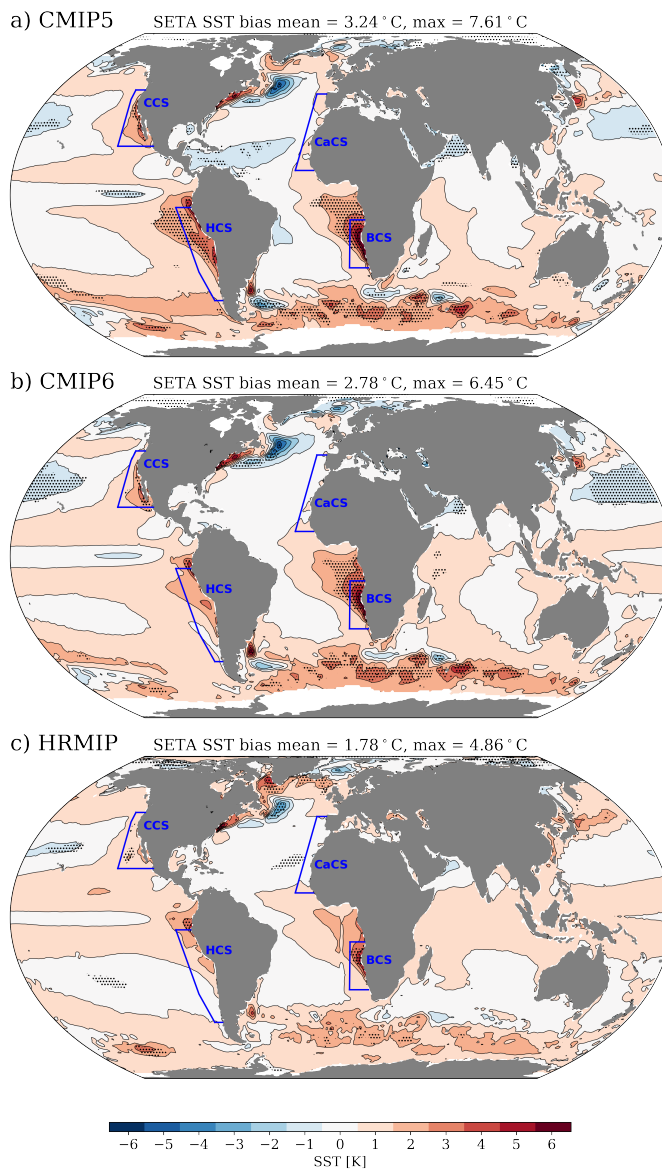 a) CMIP5 SETA SST bias mean = 3.24°C, max = 7.61°C
CCS
CaCS
HCS
BCS
b) CMIP6 SETA SST bias mean = 2.78°C, max = 6.45°C
CCS
CaCS
HCS
BCS
c) HRMIP SETA SST bias mean = 1.78°C, max = 4.86°C
CCS
CaCS
HCS
BCS
−6 −5 −4 −3 −2 −1 0 1 2 3 4 5 6
SST [K]